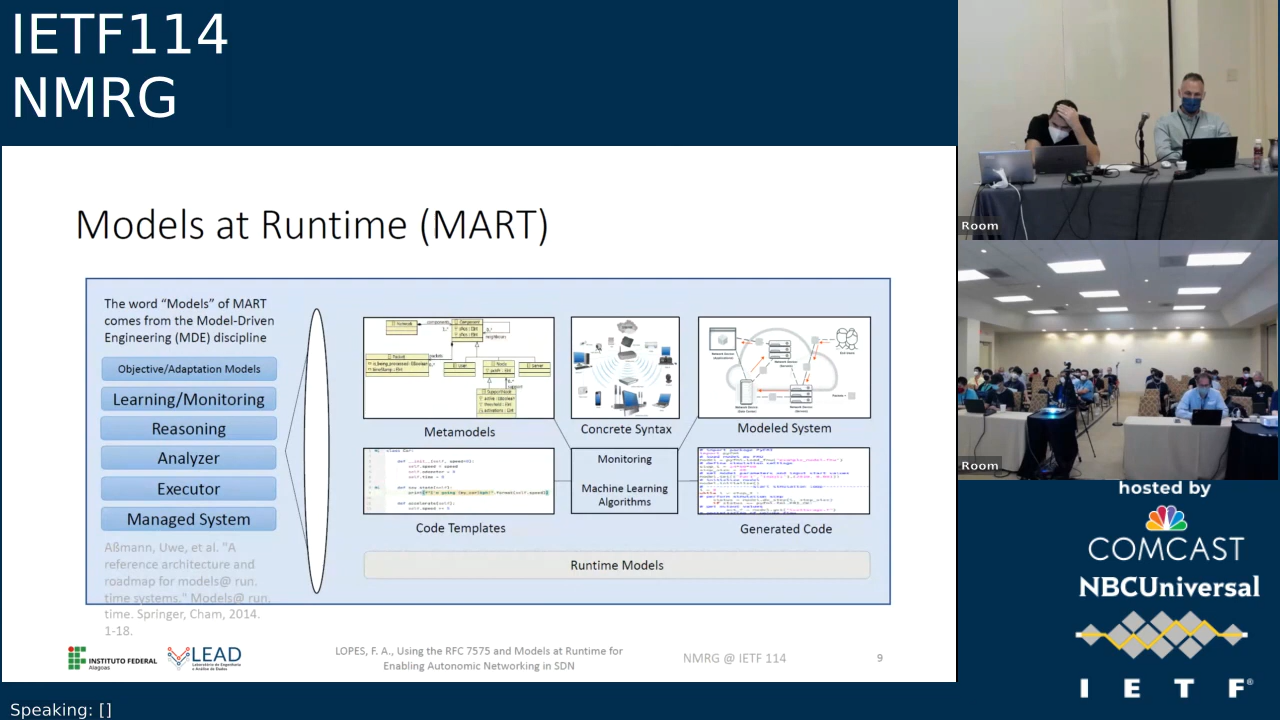 IETF114
NMRG
Models at Runtime (MART)
The word “Models” of MART
comes from the Model-Driven
Engineering (MDE) discipline
Objective/Adaptation Models
Learning/Monitoring
Reasoning
Analyzer
Executor
Managed System
Aßmann, Uwe, et al. "A
reference architecture and
roadmap for models@ run.
time systems." Models@ run.
time. Springer, Cham, 2014.
1-18.
Metamodels
Concrete Syntax
Modeled System
Monitoring
Machine Learning
Algorithms
Code Templates
Generated Code
Runtime Models
INSTITUTO FEDERAL
Alagoas
LEAD
LOPES, F. A., Using the RFC 7575 and Models at Runtime for
Enabling Autonomic Networking in SDN
NMRG @ IETF 114
9
Room
Room
hosted by
COMCAST
NBCUniversal
I E T F®
Speaking: []